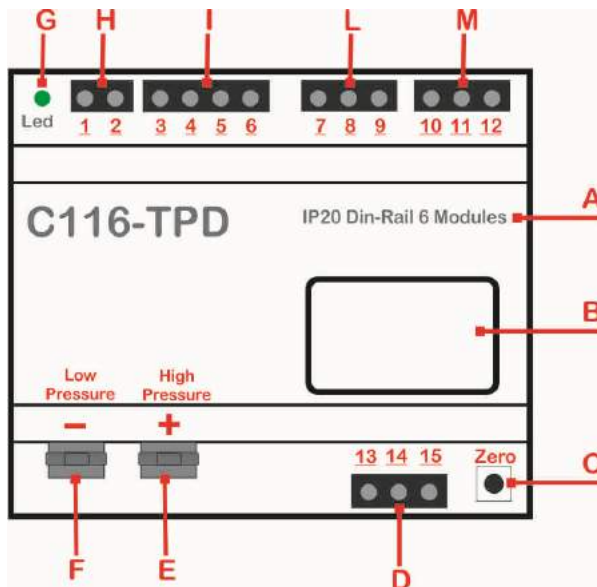 G H I L M
Led
1 2 3 4 5 6 7 8 9 10 11 12
C116-TPD
IP20 Din-Rail 6 Modules
A
B
Low
Pressure
High
Pressure
− +
13 14 15
Zero
C
F E D